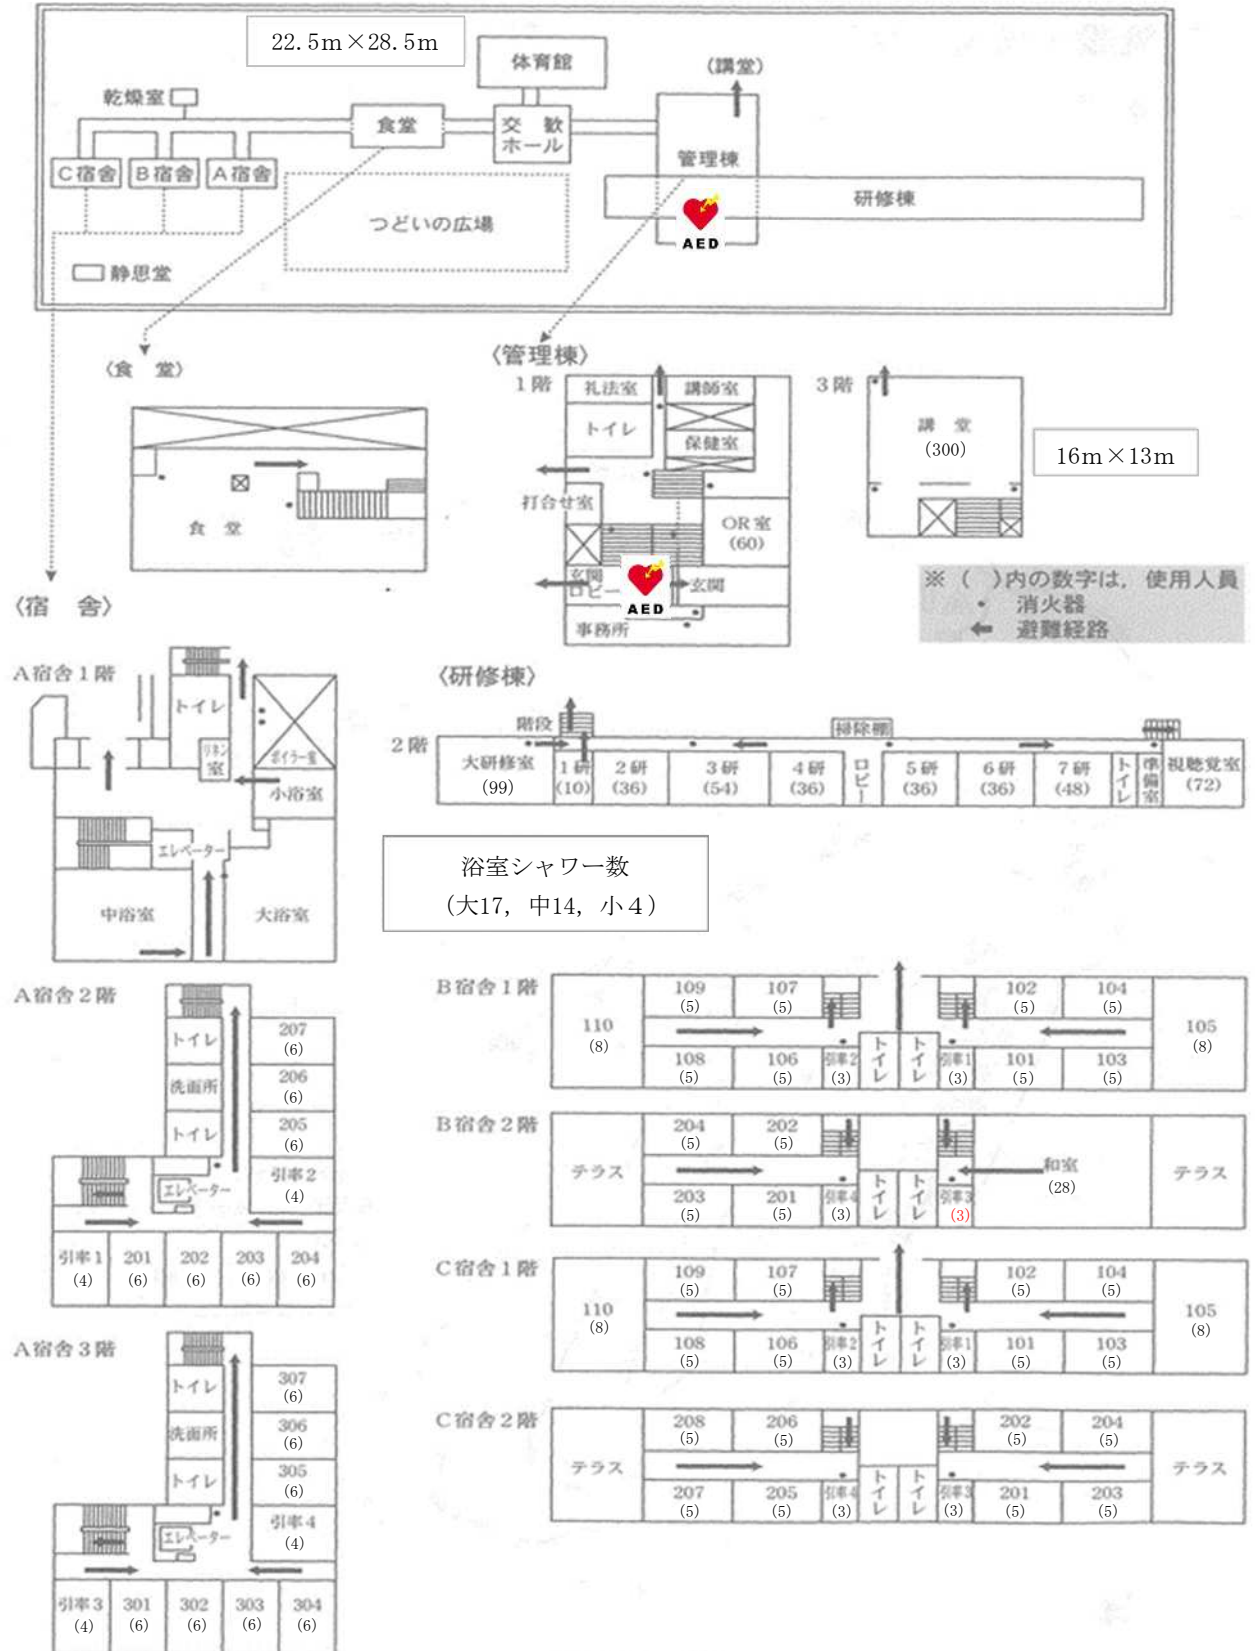 22.5m×28.5m
体育館
(講堂)
乾燥室
食堂
交 歓
ホール
管理棟
C宿舎
B宿舎
A宿舎
研修棟
つどいの広場
AED
静思堂
〈食 堂〉
食 堂
〈管理棟〉
1階
礼法室
講師室
トイレ
保健室
打合せ室
OR室
(60)
玄関
ロビー
AED
玄関
事務所
3階
講 堂
(300)
16m×13m
※ ( )内の数字は，使用人員
・ 消火器
← 避難経路
〈宿 舎〉
A宿舎1階
トイレ
リネン
室
ボイラー室
小浴室
エレベーター
中浴室
大浴室
〈研修棟〉
2階
階段
掃除棚
大研修室
(99)
1研
(10)
2研
(36)
3研
(54)
4研
(36)
ロビー
5研
(36)
6研
(36)
7研
(48)
トイレ
準備室
視聴覚室
(72)
浴室シャワー数
(大17，中14，小４)
A宿舎2階
トイレ
洗面所
トイレ
207
(6)
206
(6)
205
(6)
引率2
(4)
エレベーター
引率1
(4)
201
(6)
202
(6)
203
(6)
204
(6)
A宿舎3階
トイレ
洗面所
トイレ
307
(6)
306
(6)
305
(6)
引率4
(4)
エレベーター
引率3
(4)
301
(6)
302
(6)
303
(6)
304
(6)
B宿舎1階
110
(8)
109
(5)
107
(5)
102
(5)
104
(5)
105
(8)
108
(5)
106
(5)
引率2
(3)
トイレ
トイレ
引率1
(3)
101
(5)
103
(5)
B宿舎2階
テラス
204
(5)
202
(5)
和室
(28)
テラス
203
(5)
201
(5)
引率4
(3)
トイレ
トイレ
引率3
(3)
C宿舎1階
110
(8)
109
(5)
107
(5)
102
(5)
104
(5)
105
(8)
108
(5)
106
(5)
引率2
(3)
トイレ
トイレ
引率1
(3)
101
(5)
103
(5)
C宿舎2階
テラス
208
(5)
206
(5)
202
(5)
204
(5)
テラス
207
(5)
205
(5)
引率4
(3)
トイレ
トイレ
引率3
(3)
201
(5)
203
(5)